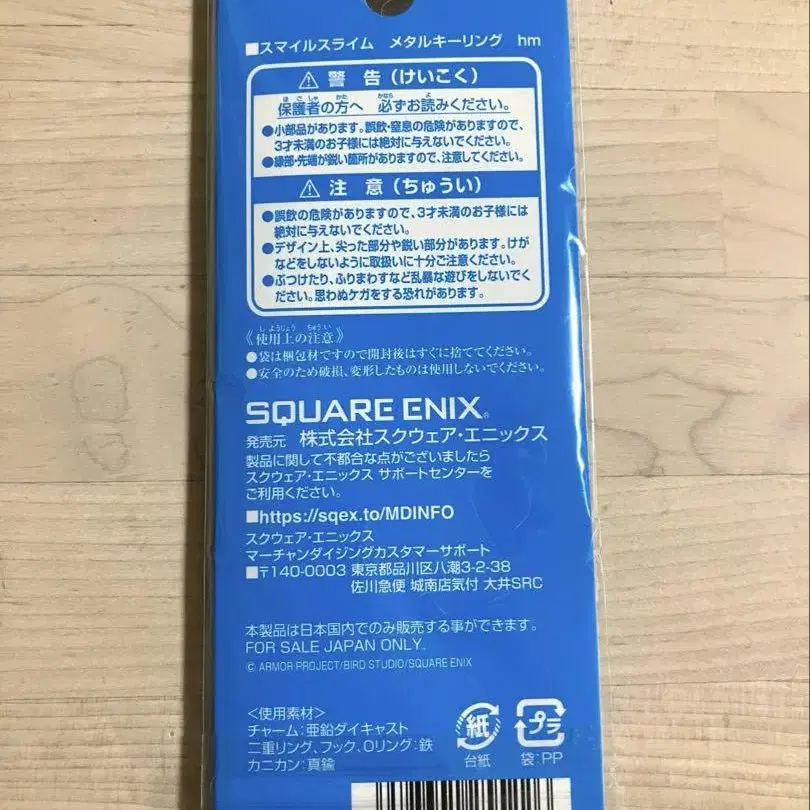 ■スマイルスライム メタルキーリング hm
⚠警 告(けいこく)
保護者の方へ 必ずお読みください。
●小部品があります。誤飲・窒息の危険がありますので、
3才未満のお子様には絶対に与えないでください。
●縁部・先端が鋭い箇所がありますので、注意してください。
⚠注 意(ちゅうい)
●誤飲の危険がありますので、3才未満のお子様には
絶対に与えないでください。
●デザイン上、尖った部分や鋭い部分があります。けが
などをしないように取扱いに十分ご注意ください。
●ぶつけたり、ふりまわすなど乱暴な遊びをしないでく
ださい。思わぬケガをする恐れがあります。
《使用上の注意》
●袋は梱包材ですので開封後はすぐに捨ててください。
●安全のため破損、変形したものは使用しないでください。
SQUARE ENIX®
発売元 株式会社スクウェア・エニックス
製品に関して不都合な点がございましたら
スクウェア・エニックス サポートセンターを
ご利用ください。
■https://sqex.to/MDINFO
スクウェア・エニックス
マーチャンダイジングカスタマーサポート
■〒140-0003 東京都品川区八潮3-2-38
佐川急便 城南店気付 大井SRC
本製品は日本国内でのみ販売する事ができます。
FOR SALE JAPAN ONLY.
© ARMOR PROJECT/BIRD STUDIO/SQUARE ENIX
<使用素材>
チャーム:亜鉛ダイキャスト
二重リング、フック、Oリング:鉄
カニカン:真鍮
紙
台紙
プラ
袋:PP